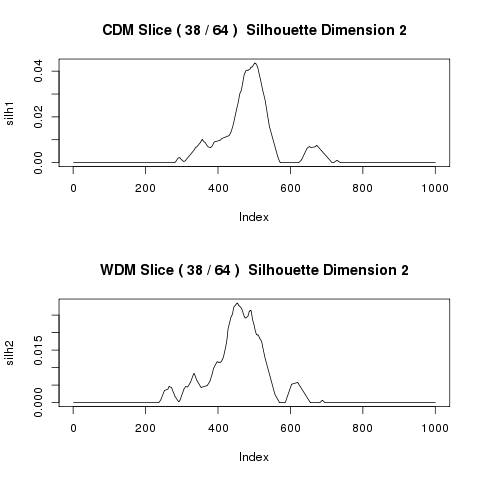 CDM Slice ( 38 / 64 )  Silhouette Dimension 2
silh1
0.04
0.02
0.00
0 200 400 600 800 1000
Index
WDM Slice ( 38 / 64 )  Silhouette Dimension 2
silh2
0.015
0.000
0 200 400 600 800 1000
Index